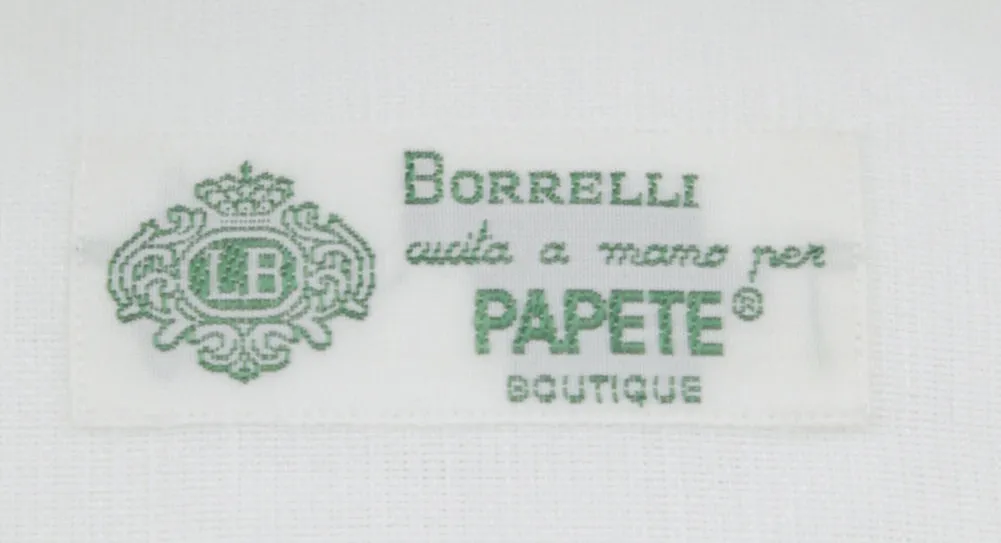 LB
BORRELLI
cucita a mano per
PAPETE®
BOUTIQUE